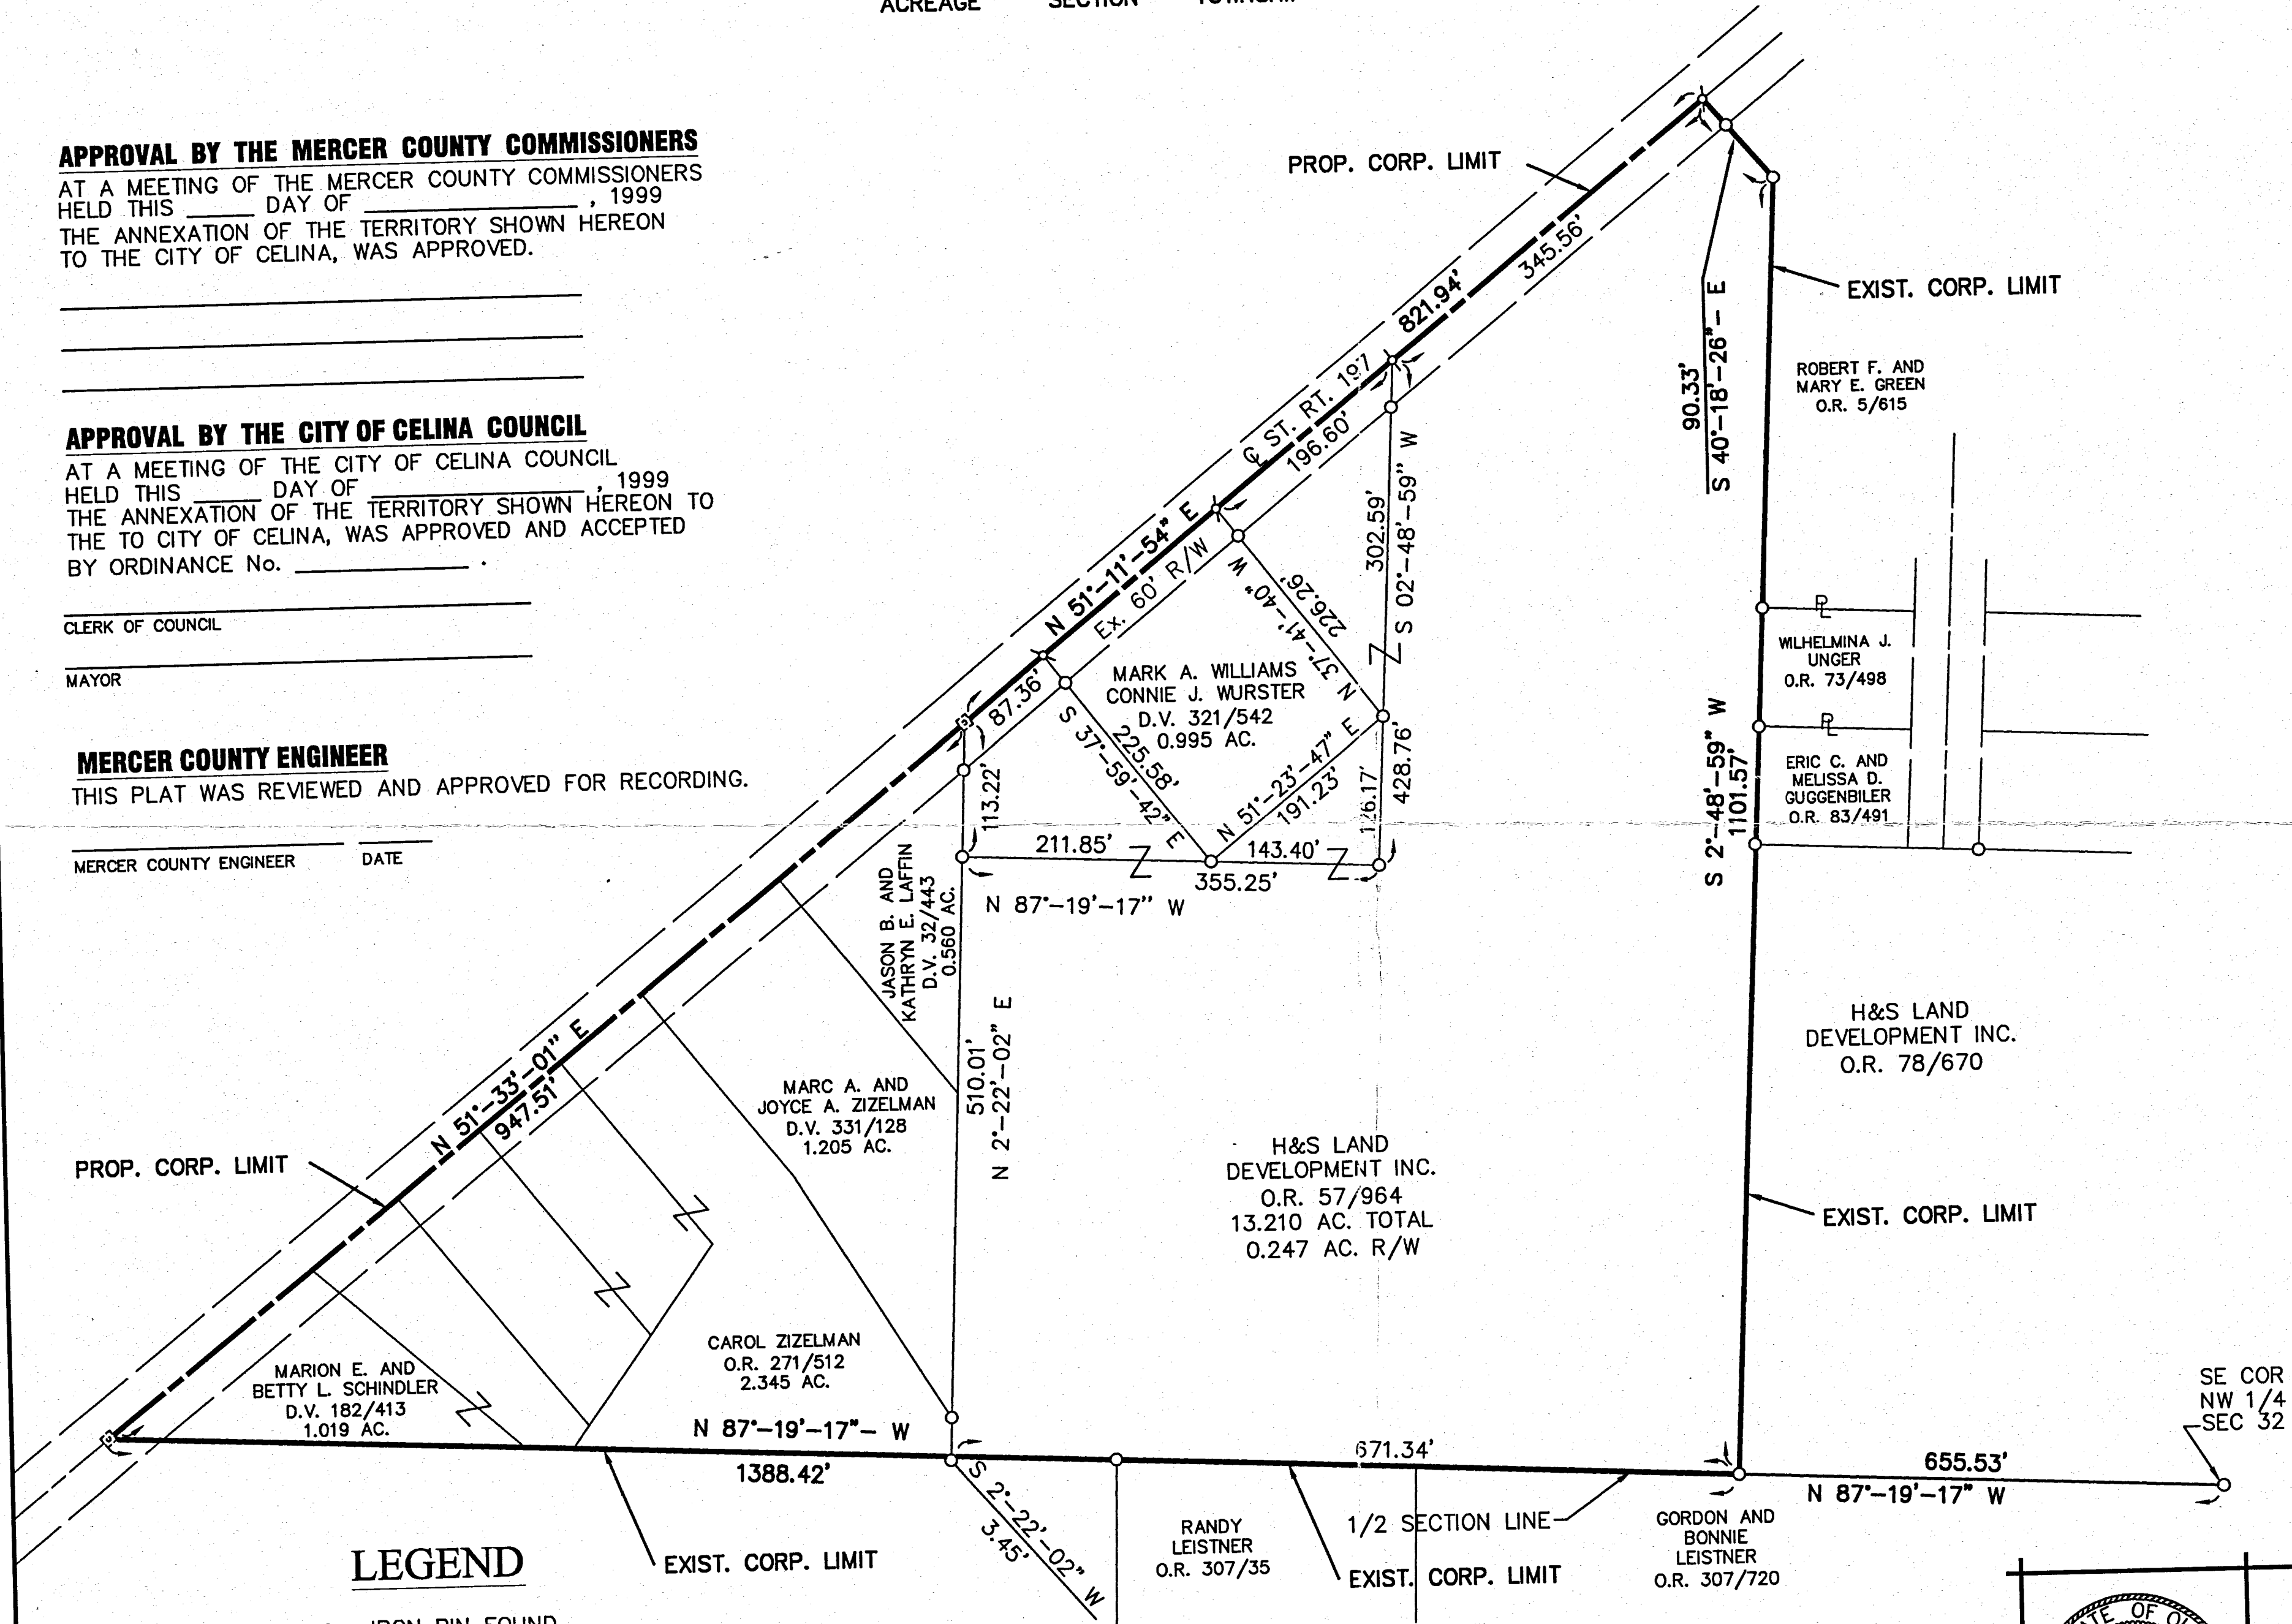 ACREAGE SECTION
APPROVAL BY THE MERCER COUNTY COMMISSIONERS
AT A MEETING OF THE MERCER COUNTY COMMISSIONERS
HELD THIS _____ DAY OF ________________ , 1999
THE ANNEXATION OF THE TERRITORY SHOWN HEREON
TO THE CITY OF CELINA, WAS APPROVED.
APPROVAL BY THE CITY OF CELINA COUNCIL
AT A MEETING OF THE CITY OF CELINA COUNCIL
HELD THIS _____ DAY OF ________________ , 1999
THE ANNEXATION OF THE TERRITORY SHOWN HEREON TO
THE TO CITY OF CELINA, WAS APPROVED AND ACCEPTED
BY ORDINANCE No. _____________ .
CLERK OF COUNCIL
MAYOR
MERCER COUNTY ENGINEER
THIS PLAT WAS REVIEWED AND APPROVED FOR RECORDING.
MERCER COUNTY ENGINEER DATE
PROP. CORP. LIMIT
821.94'
345.56'
℄ ST. RT. 197
196.60'
N 51°-11'-54" E
Ex. 60' R/W
87.36'
90.33'
S 40°-18'-26"- E
EXIST. CORP. LIMIT
ROBERT F. AND
MARY E. GREEN
O.R. 5/615
302.59'
S 02°-48'-59" W
N 37°-41'-40" W
226.26'
MARK A. WILLIAMS
CONNIE J. WURSTER
D.V. 321/542
0.995 AC.
S 37°-59'-42" E
225.58'
N 51°-23'-47" E
191.23'
126.17'
428.76'
113.22'
211.85'
143.40'
355.25'
N 87°-19'-17" W
PL
WILHELMINA J.
UNGER
O.R. 73/498
PL
ERIC C. AND
MELISSA D.
GUGGENBILER
O.R. 83/491
S 2°-48'-59" W
1101.57'
JASON B. AND
KATHRYN E. LAFFIN
D.V. 32/443
0.560 AC.
510.01'
N 2°-22'-02" E
N 51°-33'-01" E
947.51'
PROP. CORP. LIMIT
MARC A. AND
JOYCE A. ZIZELMAN
D.V. 331/128
1.205 AC.
H&S LAND
DEVELOPMENT INC.
O.R. 57/964
13.210 AC. TOTAL
0.247 AC. R/W
H&S LAND
DEVELOPMENT INC.
O.R. 78/670
EXIST. CORP. LIMIT
MARION E. AND
BETTY L. SCHINDLER
D.V. 182/413
1.019 AC.
CAROL ZIZELMAN
O.R. 271/512
2.345 AC.
N 87°-19'-17"- W
1388.42'
671.34'
SE COR
NW 1/4
SEC 32
655.53'
N 87°-19'-17" W
S 2°-22'-02" W
3.45'
RANDY
LEISTNER
O.R. 307/35
1/2 SECTION LINE
GORDON AND
BONNIE
LEISTNER
O.R. 307/720
EXIST. CORP. LIMIT
EXIST. CORP. LIMIT
LEGEND
IRON PIN FOUND